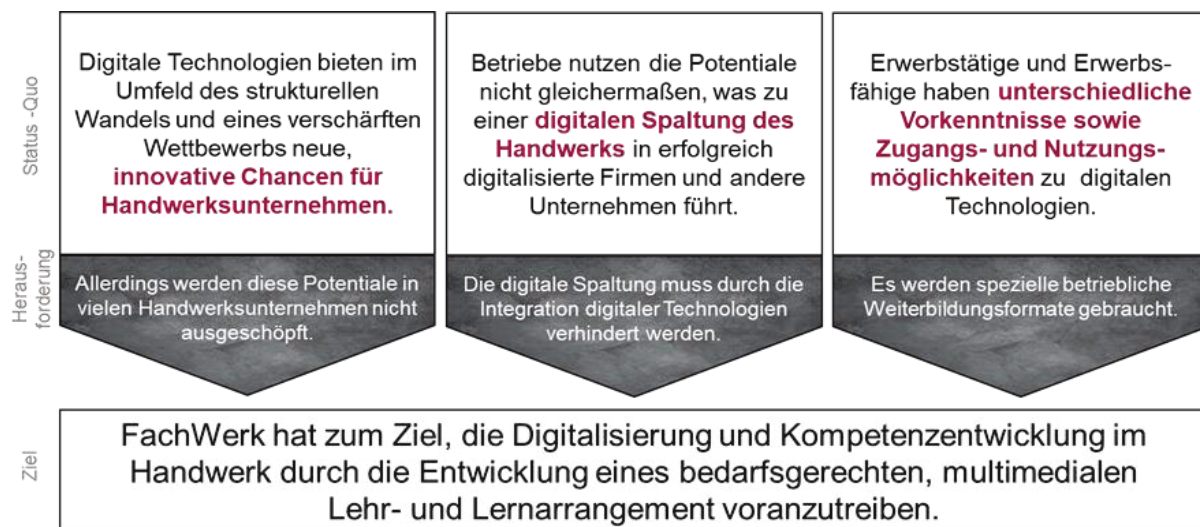 Status -Quo
Digitale Technologien bieten im
Umfeld des strukturellen
Wandels und eines verschärften
Wettbewerbs neue,
innovative Chancen für
Handwerksunternehmen.
Betriebe nutzen die Potentiale
nicht gleichermaßen, was zu
einer digitalen Spaltung des
Handwerks in erfolgreich
digitalisierte Firmen und andere
Unternehmen führt.
Erwerbstätige und Erwerbs-
fähige haben unterschiedliche
Vorkenntnisse sowie
Zugangs- und Nutzungs-
möglichkeiten zu digitalen
Technologien.
Heraus-
forderung
Allerdings werden diese Potentiale in
vielen Handwerksunternehmen nicht
ausgeschöpft.
Die digitale Spaltung muss durch die
Integration digitaler Technologien
verhindert werden.
Es werden spezielle betriebliche
Weiterbildungsformate gebraucht.
Ziel
FachWerk hat zum Ziel, die Digitalisierung und Kompetenzentwicklung im
Handwerk durch die Entwicklung eines bedarfsgerechten, multimedialen
Lehr- und Lernarrangement voranzutreiben.